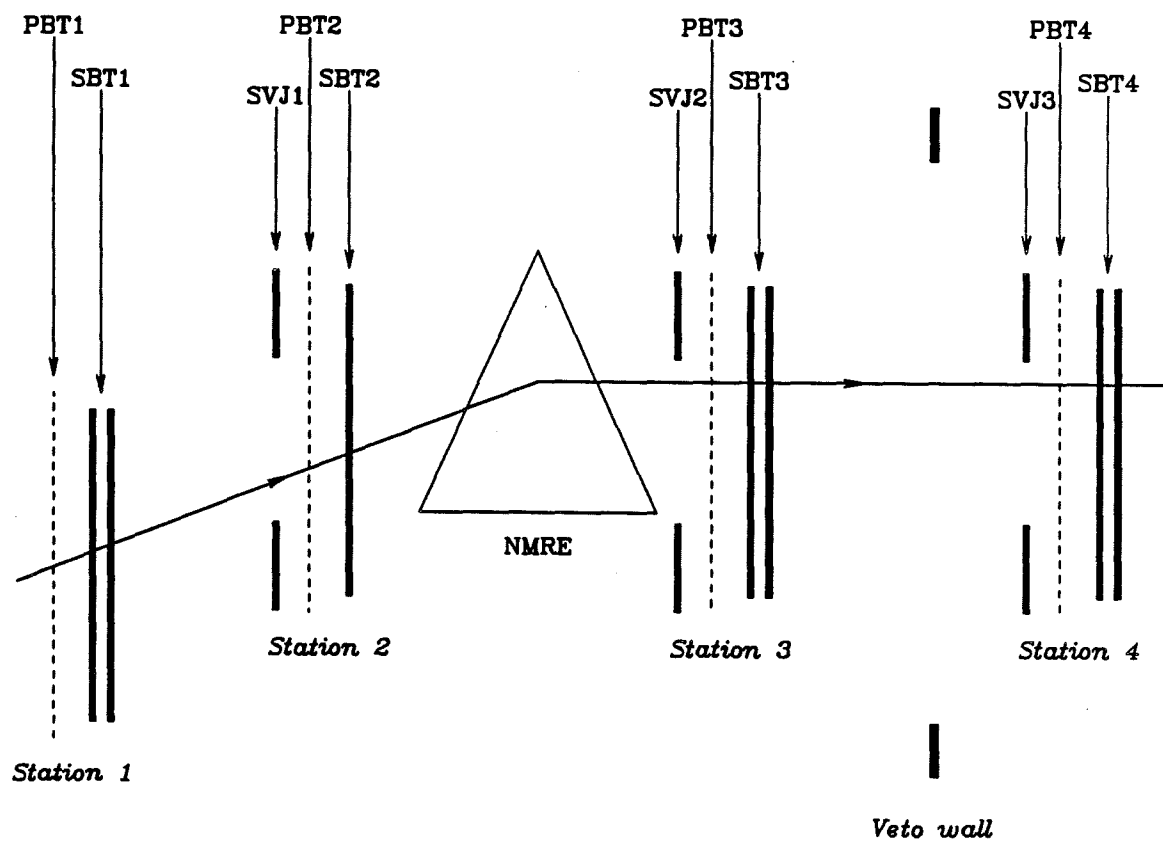 PBT1
PBT2
PBT3
PBT4
SBT1
SVJ1
SBT2
SVJ2
SBT3
SVJ3
SBT4
NMRE
Station 1
Station 2
Station 3
Station 4
Veto wall